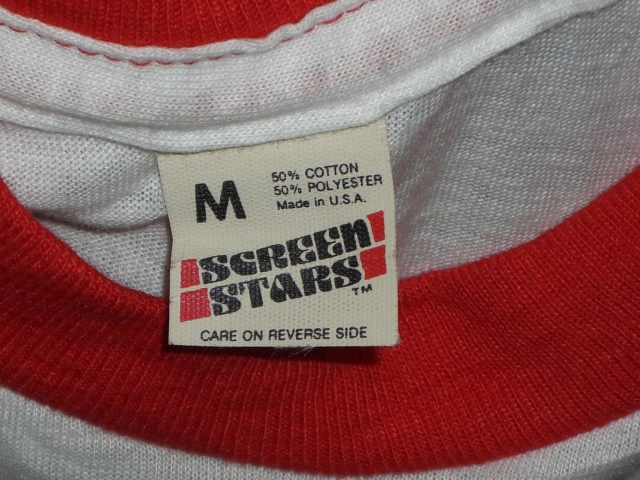 M
50% COTTON
50% POLYESTER
Made in U.S.A.
SCREEN
STARS
TM
CARE ON REVERSE SIDE